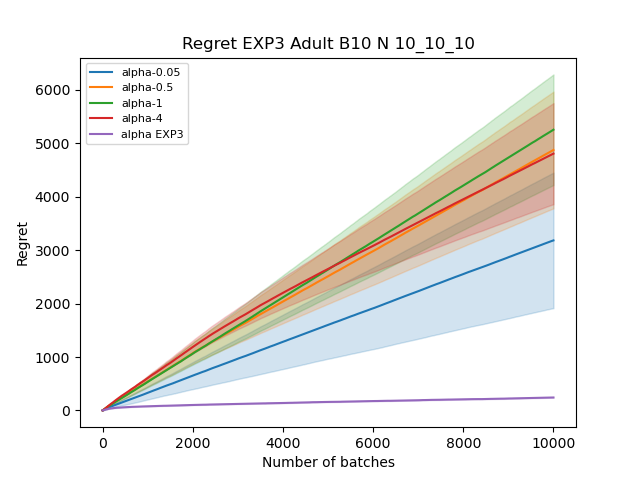 Regret EXP3 Adult B10 N 10_10_10
alpha-0.05
alpha-0.5
alpha-1
alpha-4
alpha EXP3
Regret
6000
5000
4000
3000
2000
1000
0
0 2000 4000 6000 8000 10000
Number of batches